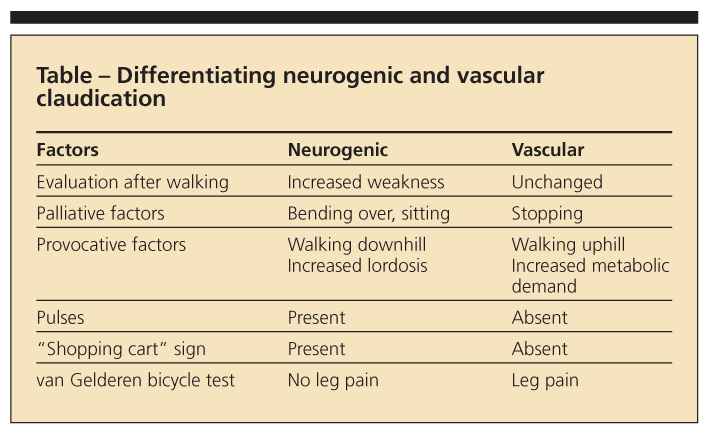 Table – Differentiating neurogenic and vascular
claudication
Factors Neurogenic Vascular
Evaluation after walking Increased weakness Unchanged
Palliative factors Bending over, sitting Stopping
Provocative factors Walking downhill Walking uphill
Increased lordosis Increased metabolic
demand
Pulses Present Absent
“Shopping cart” sign Present Absent
van Gelderen bicycle test No leg pain Leg pain